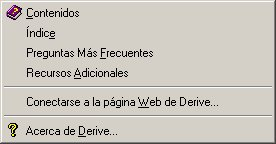 Contenidos
Índice
Preguntas Más Frecuentes
Recursos Adicionales
Conectarse a la página Web de Derive...
Acerca de Derive...